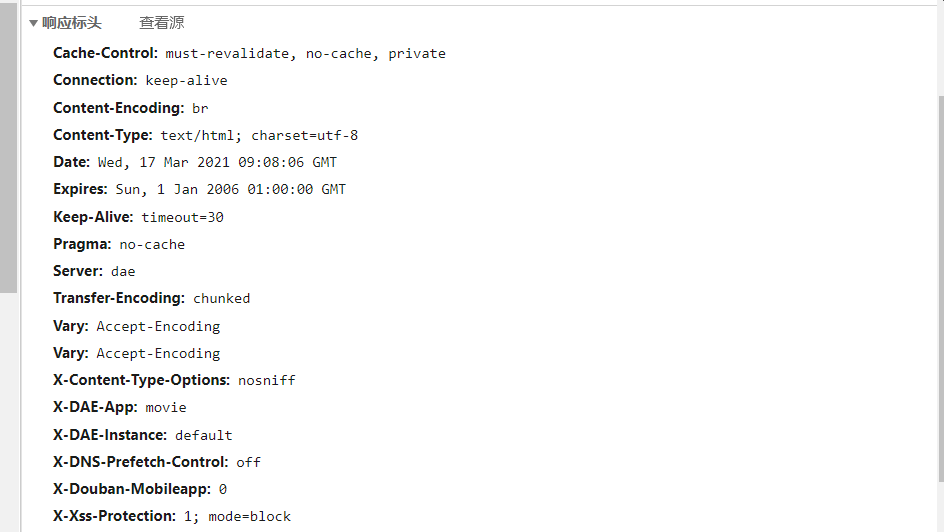 ▼响应标头 查看源
Cache-Control: must-revalidate, no-cache, private
Connection: keep-alive
Content-Encoding: br
Content-Type: text/html; charset=utf-8
Date: Wed, 17 Mar 2021 09:08:06 GMT
Expires: Sun, 1 Jan 2006 01:00:00 GMT
Keep-Alive: timeout=30
Pragma: no-cache
Server: dae
Transfer-Encoding: chunked
Vary: Accept-Encoding
Vary: Accept-Encoding
X-Content-Type-Options: nosniff
X-DAE-App: movie
X-DAE-Instance: default
X-DNS-Prefetch-Control: off
X-Douban-Mobileapp: 0
X-Xss-Protection: 1; mode=block